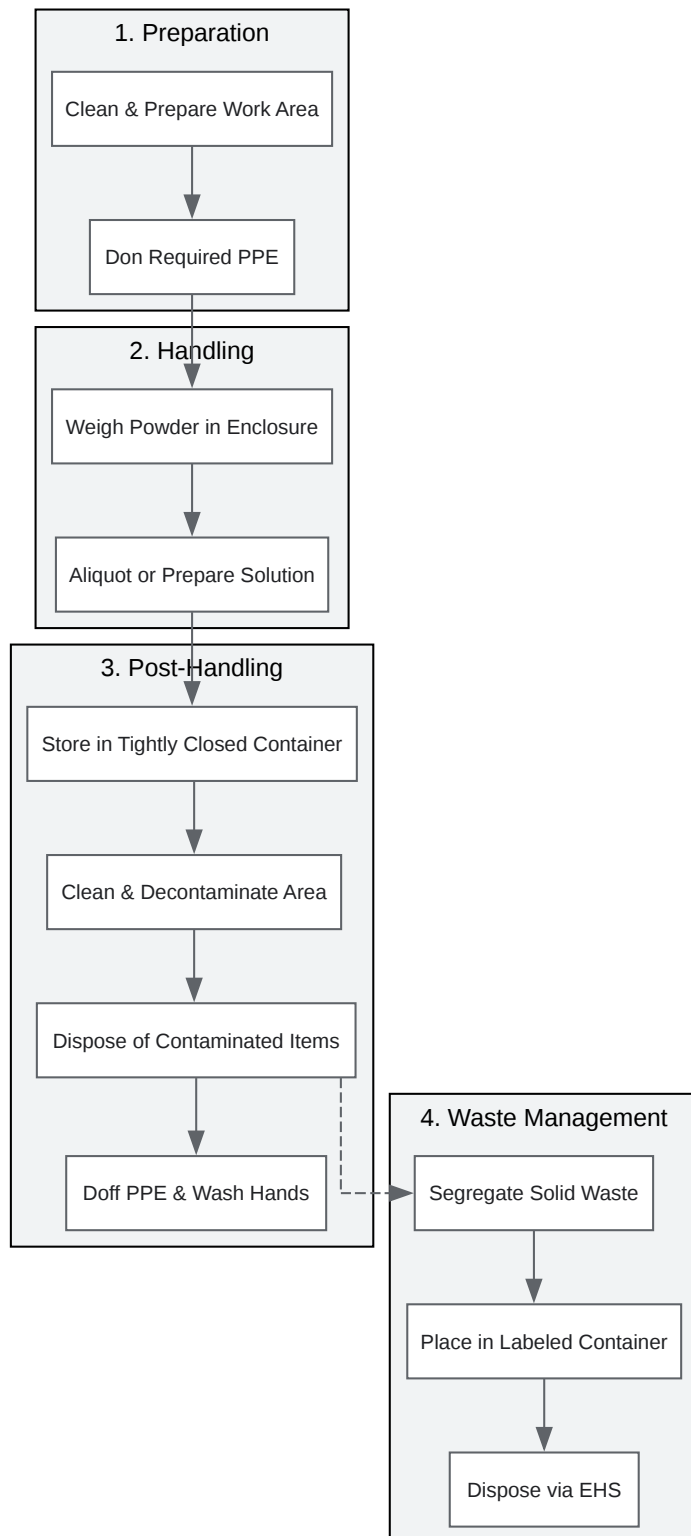 1. Preparation
Clean & Prepare Work Area
Don Required PPE
2. Handling
Weigh Powder in Enclosure
Aliquot or Prepare Solution
3. Post-Handling
Store in Tightly Closed Container
Clean & Decontaminate Area
Dispose of Contaminated Items
Doff PPE & Wash Hands
4. Waste Management
Segregate Solid Waste
Place in Labeled Container
Dispose via EHS